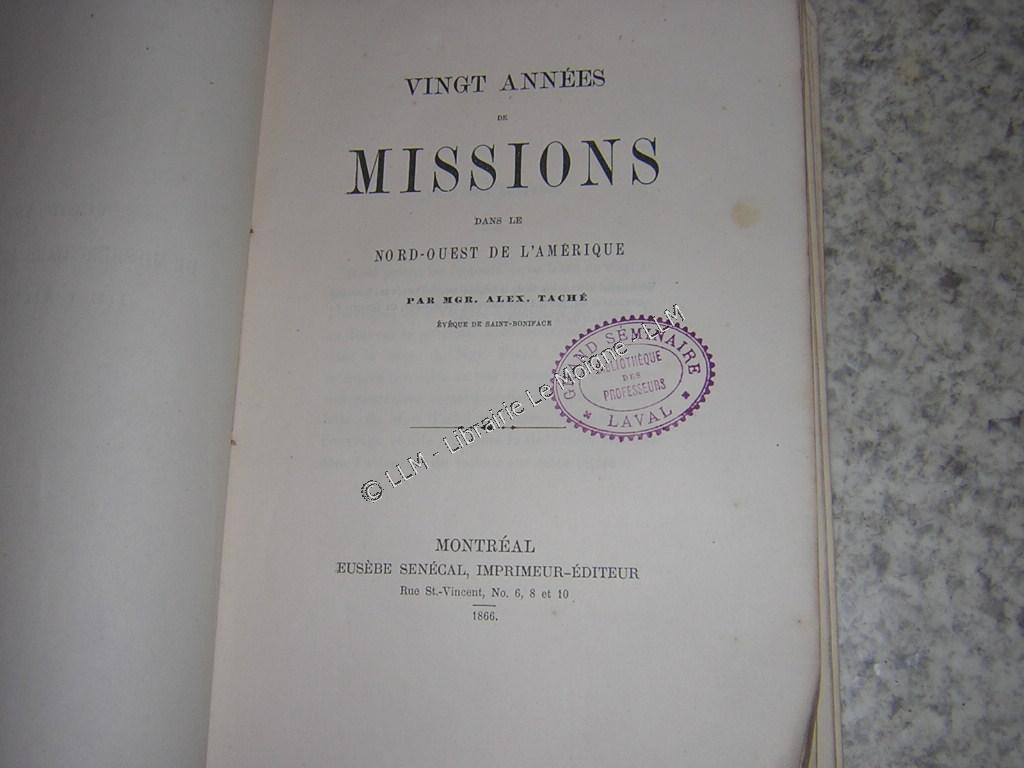 VINGT ANNÉES
DE
MISSIONS
DANS LE
NORD-OUEST DE L'AMÉRIQUE
PAR MGR. ALEX. TACHÉ
ÉVÊQUE DE SAINT-BONIFACE
GRAND SÉMINAIRE
BIBLIOTHÈQUE
DES
PROFESSEURS
LAVAL
© LLM - Librairie Le Moigne - LLM
MONTRÉAL
EUSÈBE SENÉCAL, IMPRIMEUR-ÉDITEUR
Rue St.-Vincent, No. 6, 8 et 10
1866.